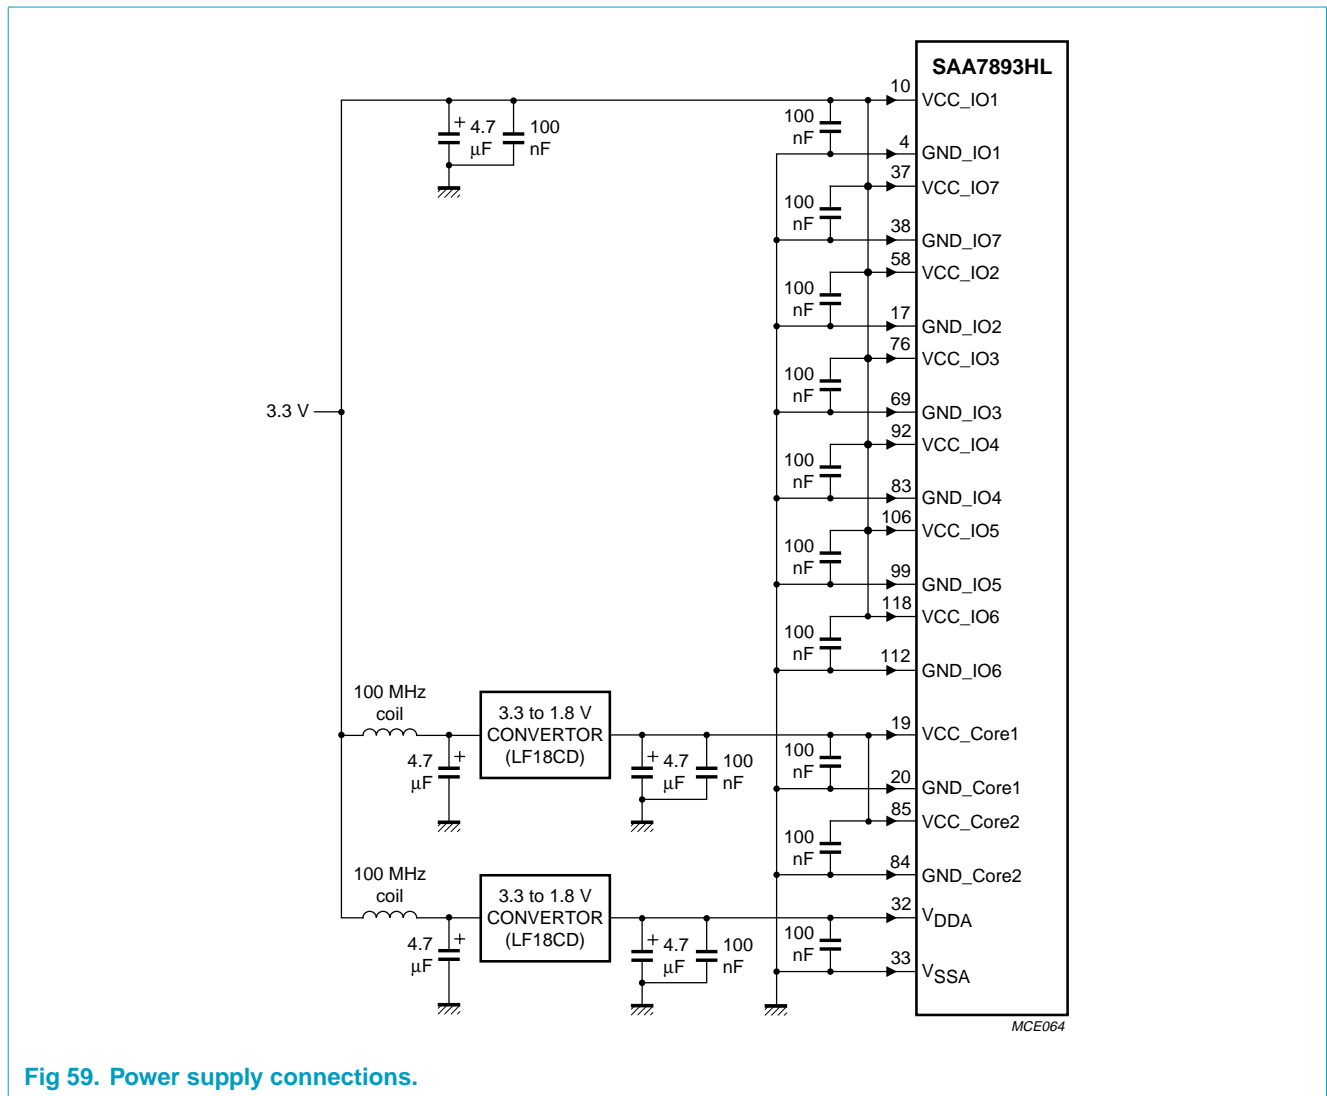 SAA7893HL
10
VCC_IO1
+ 4.7
µF
100
nF
100
nF
4
GND_IO1
37
VCC_IO7
100
nF
38
GND_IO7
58
VCC_IO2
100
nF
17
GND_IO2
76
VCC_IO3
100
nF
69
GND_IO3
3.3 V
92
VCC_IO4
100
nF
83
GND_IO4
106
VCC_IO5
100
nF
99
GND_IO5
118
VCC_IO6
100
nF
112
GND_IO6
100 MHz
coil
3.3 to 1.8 V
CONVERTOR
(LF18CD)
19
VCC_Core1
4.7
µF
+
+ 4.7
µF
100
nF
100
nF
20
GND_Core1
85
VCC_Core2
100
nF
84
GND_Core2
100 MHz
coil
3.3 to 1.8 V
CONVERTOR
(LF18CD)
32
VDDA
4.7
µF
+
+ 4.7
µF
100
nF
100
nF
33
VSSA
MCE064
Fig 59. Power supply connections.